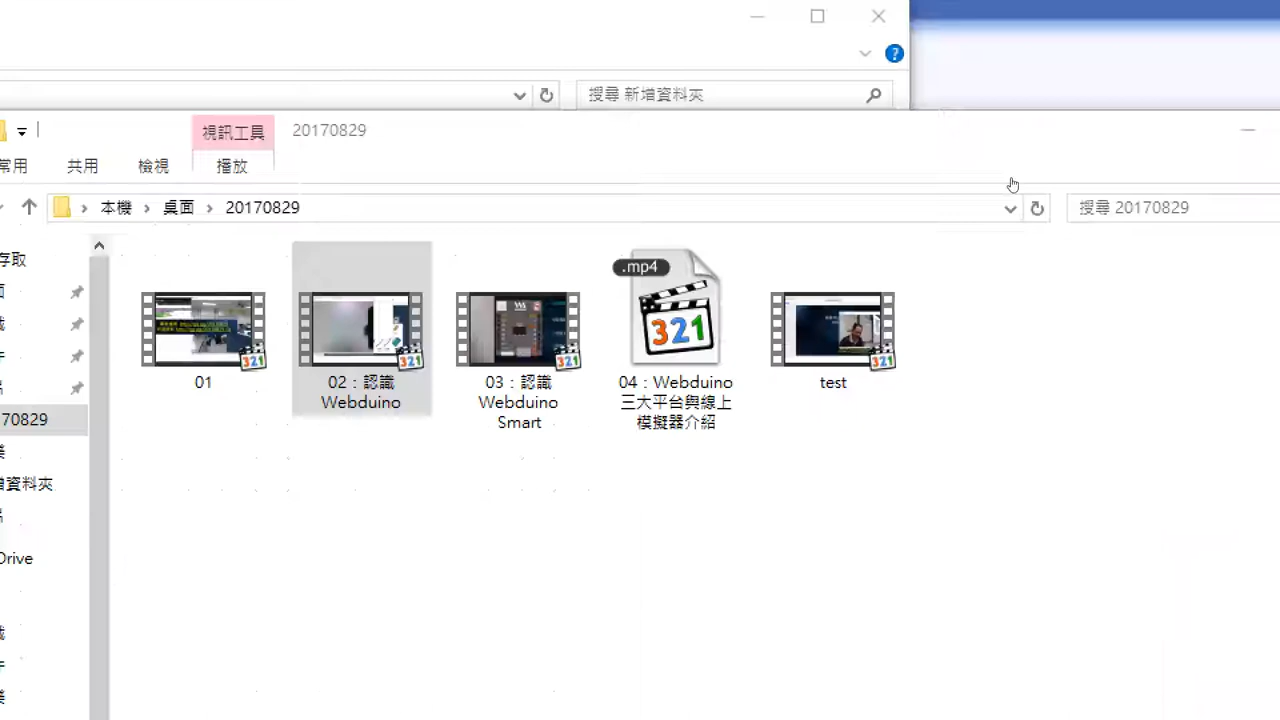 搜尋 新增資料夾
視訊工具
20170829
常用
共用
檢視
播放
本機
桌面
20170829
搜尋 20170829
存取
面
70829
增資料夾
Drive
01
02：認識
Webduino
03：認識
Webduino
Smart
.mp4
321
04：Webduino
三大平台與線上
模擬器介紹
test